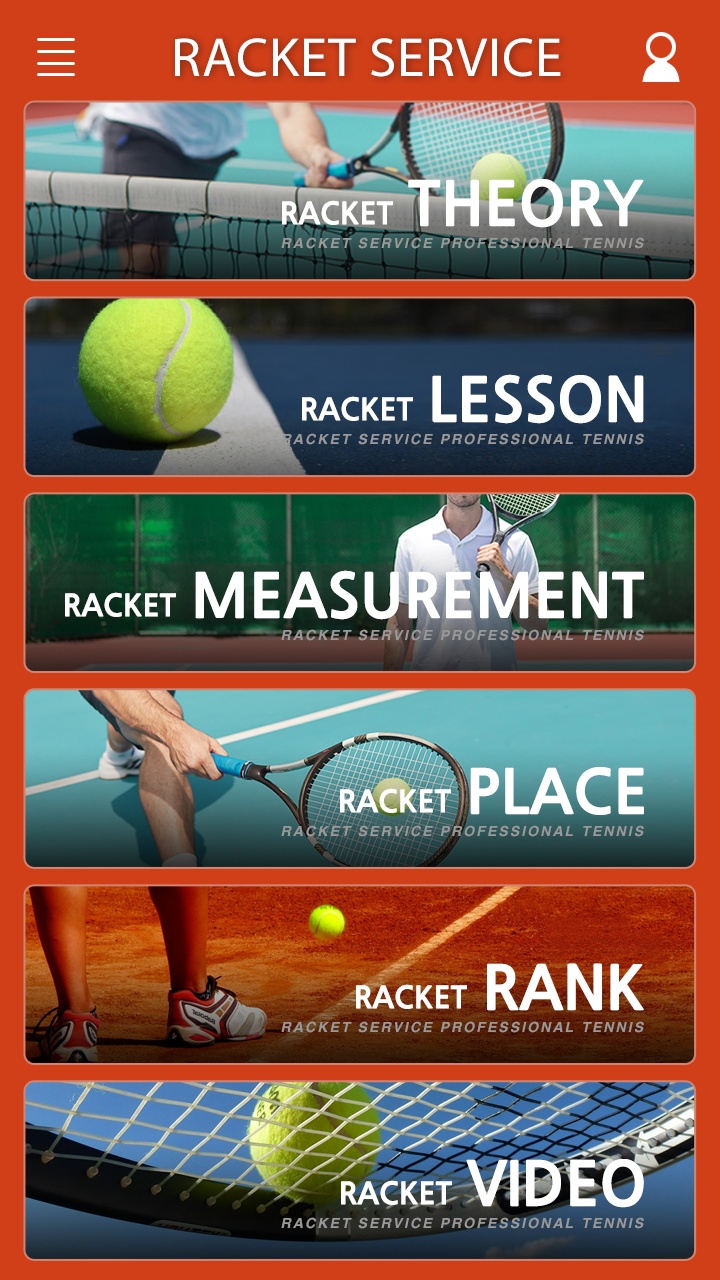 RACKET SERVICE
RACKET THEORY
RACKET SERVICE PROFESSIONAL TENNIS
RACKET LESSON
RACKET SERVICE PROFESSIONAL TENNIS
RACKET MEASUREMENT
RACKET SERVICE PROFESSIONAL TENNIS
RACKET PLACE
RACKET SERVICE PROFESSIONAL TENNIS
RACKET RANK
RACKET SERVICE PROFESSIONAL TENNIS
RACKET VIDEO
RACKET SERVICE PROFESSIONAL TENNIS